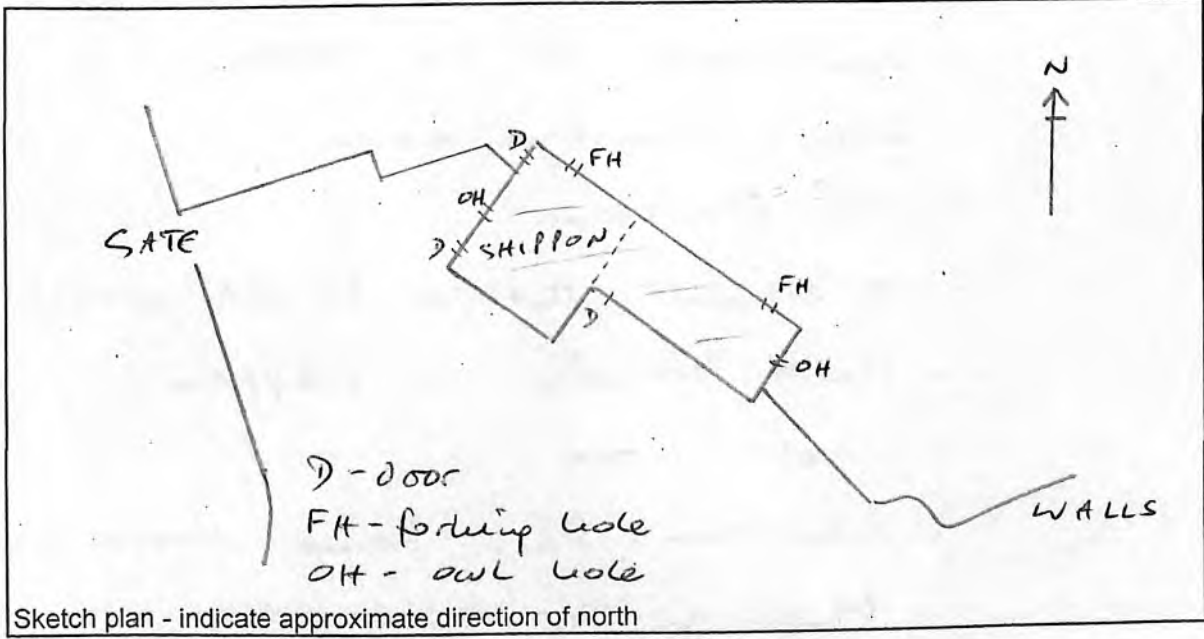 N
D
FH
OH
GATE
D
SHIPPON
FH
D
OH
D - door
FH - forking hole
OH - owl hole
WALLS
Sketch plan - indicate approximate direction of north